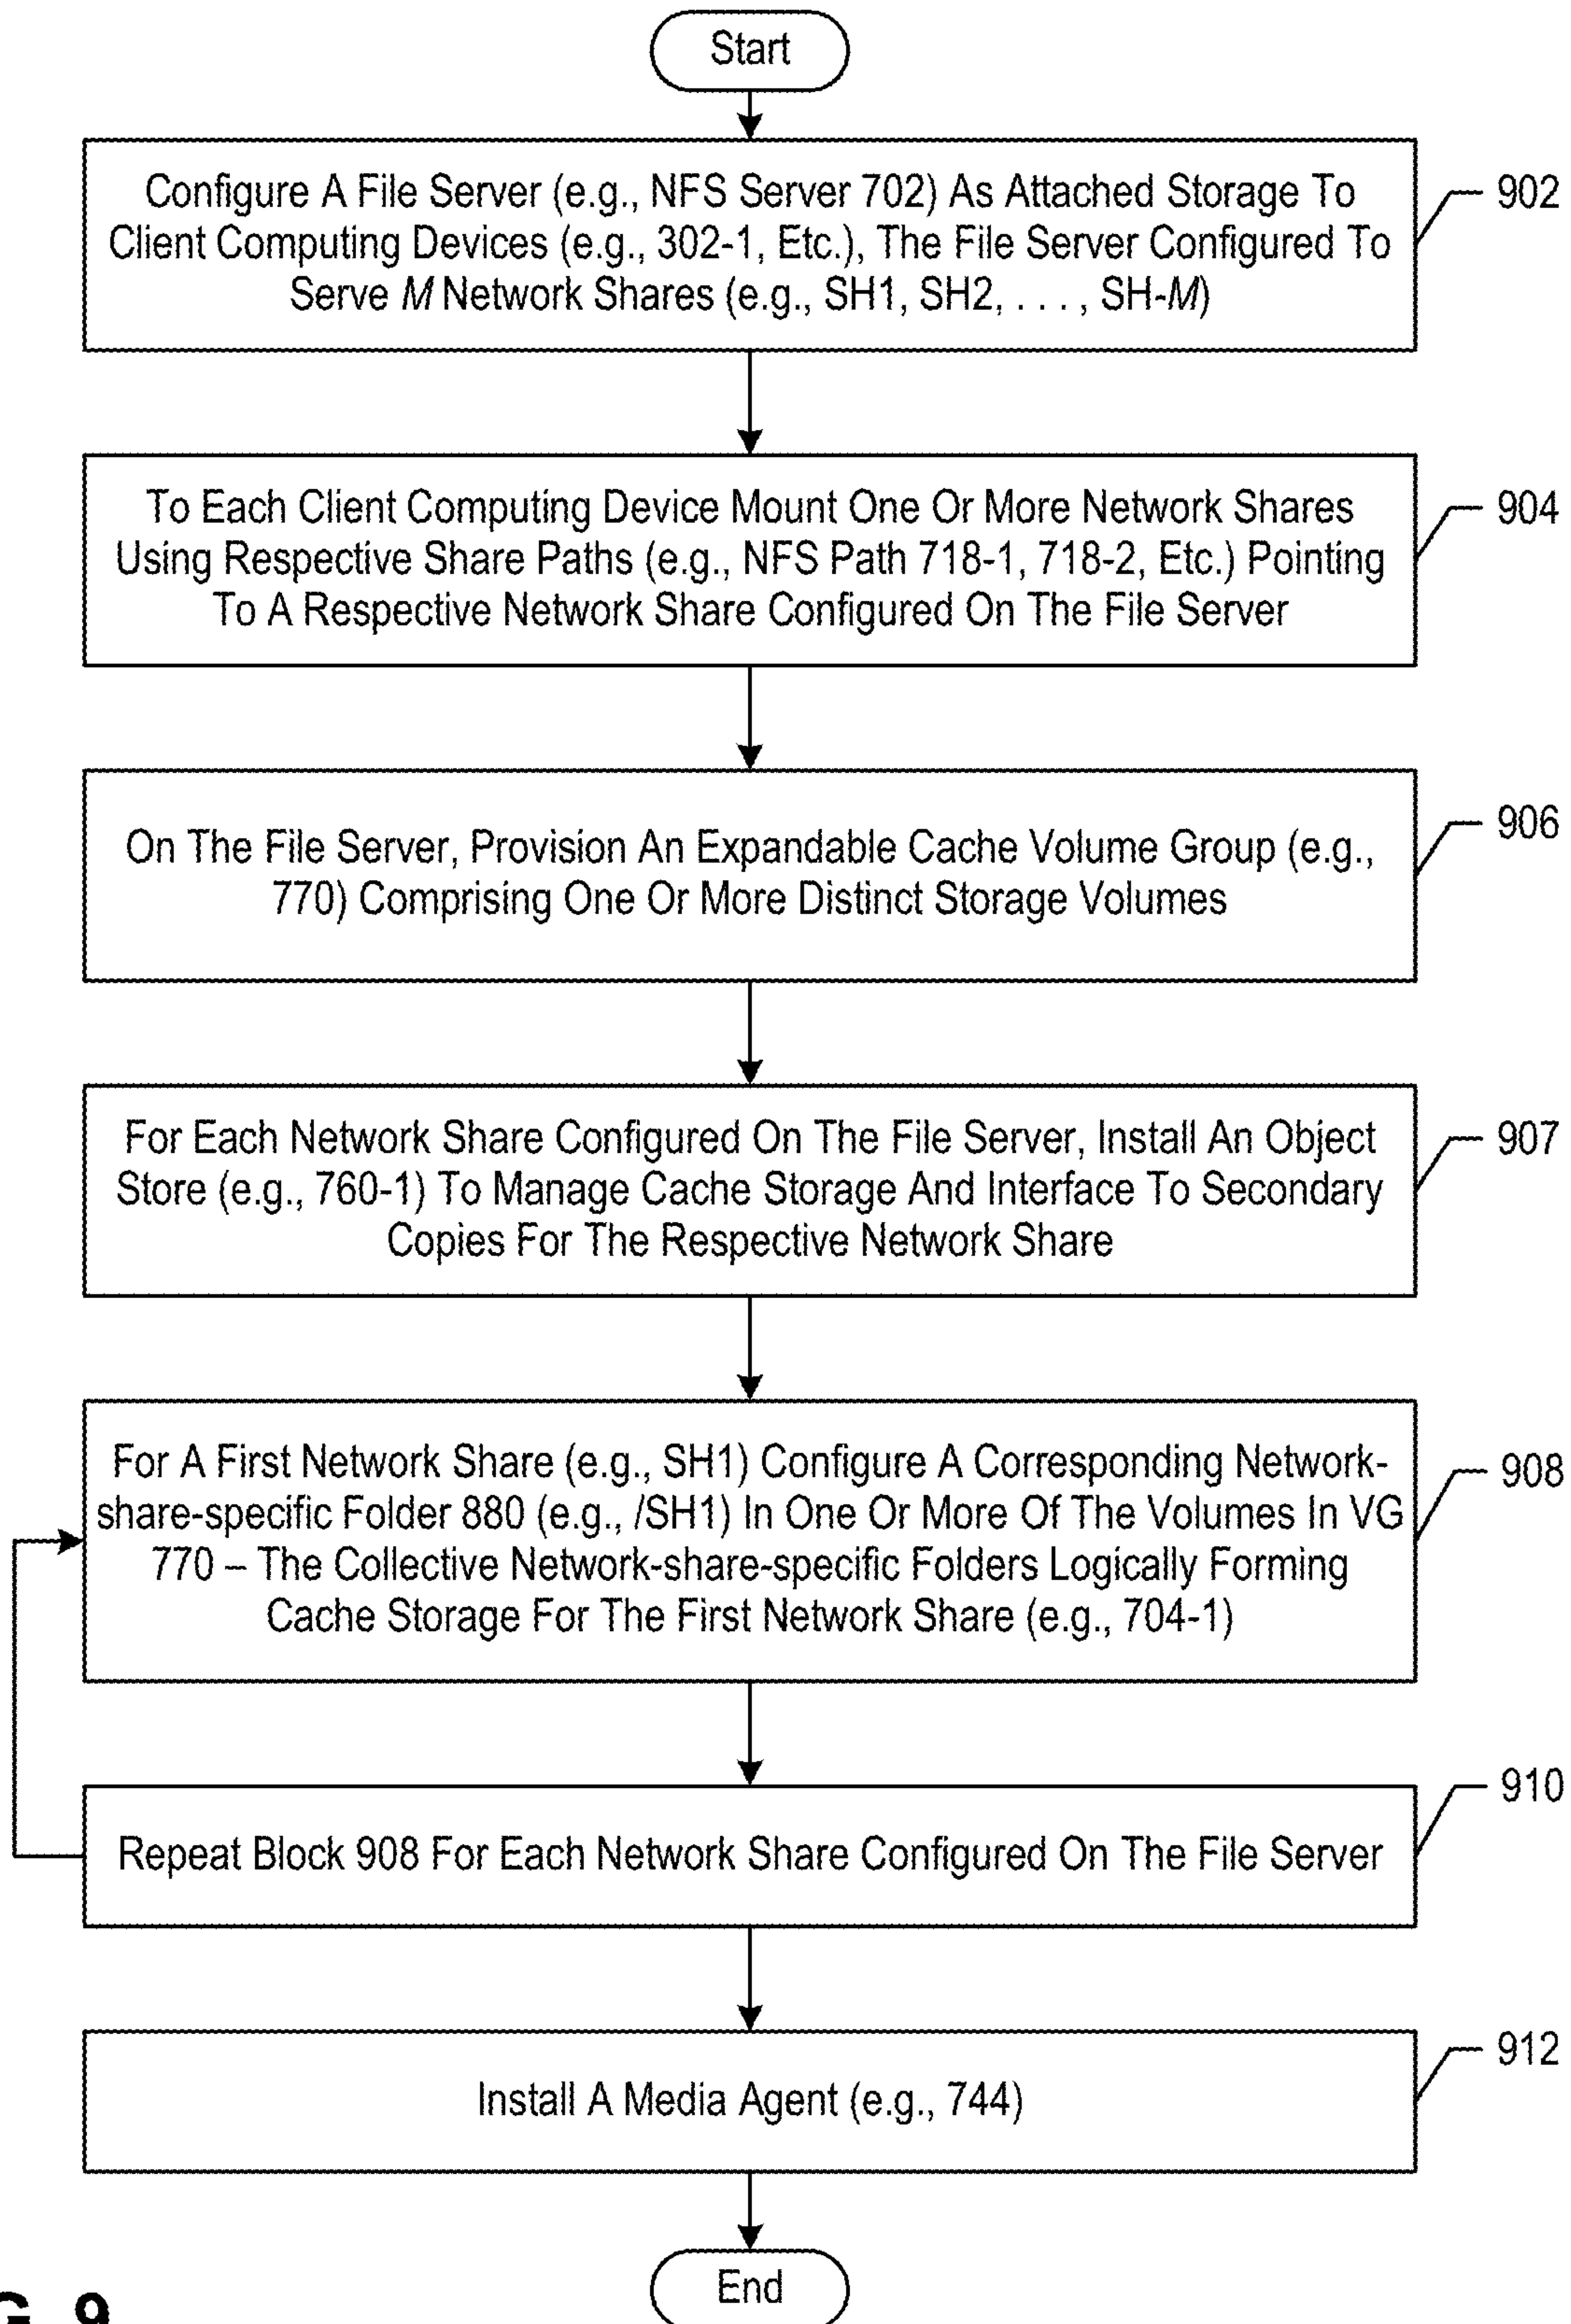 Start
Configure A File Server (e.g., NFS Server 702) As Attached Storage To
Client Computing Devices (e.g., 302-1, Etc.), The File Server Configured To
Serve M Network Shares (e.g., SH1, SH2, . . . , SH-M)
902
To Each Client Computing Device Mount One Or More Network Shares
Using Respective Share Paths (e.g., NFS Path 718-1, 718-2, Etc.) Pointing
To A Respective Network Share Configured On The File Server
904
On The File Server, Provision An Expandable Cache Volume Group (e.g.,
770) Comprising One Or More Distinct Storage Volumes
906
For Each Network Share Configured On The File Server, Install An Object
Store (e.g., 760-1) To Manage Cache Storage And Interface To Secondary
Copies For The Respective Network Share
907
For A First Network Share (e.g., SH1) Configure A Corresponding Network-
share-specific Folder 880 (e.g., /SH1) In One Or More Of The Volumes In VG
770 – The Collective Network-share-specific Folders Logically Forming
Cache Storage For The First Network Share (e.g., 704-1)
908
Repeat Block 908 For Each Network Share Configured On The File Server
910
Install A Media Agent (e.g., 744)
912
End
G. 9